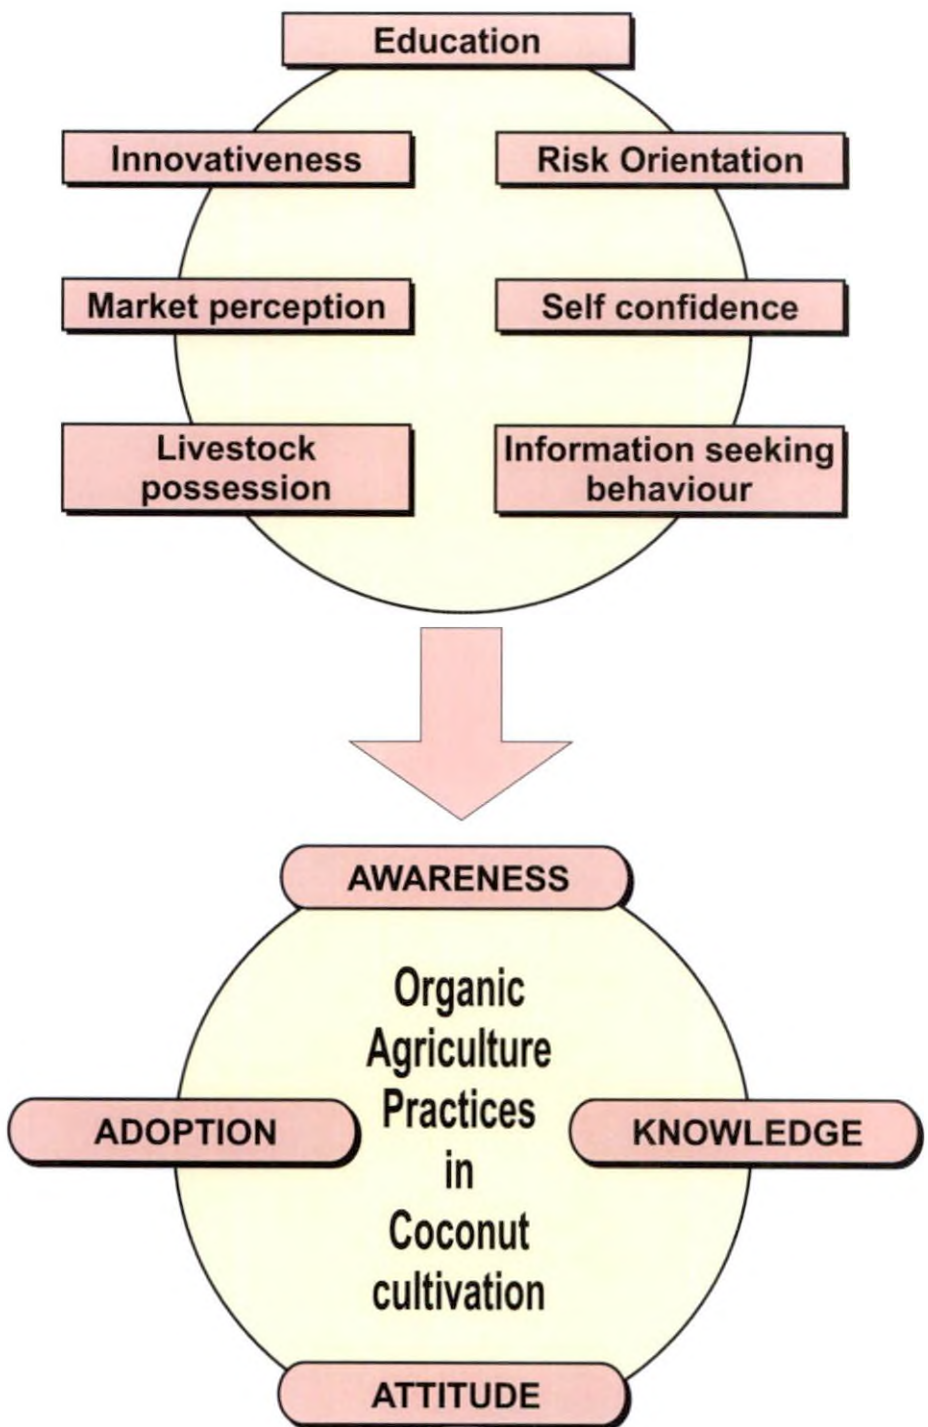 Education
Innovativeness
Risk Orientation
Market perception
Self confidence
Livestock
possession
Information seeking
behaviour
AWARENESS
Organic
Agriculture
Practices
in
Coconut
cultivation
ADOPTION
KNOWLEDGE
ATTITUDE